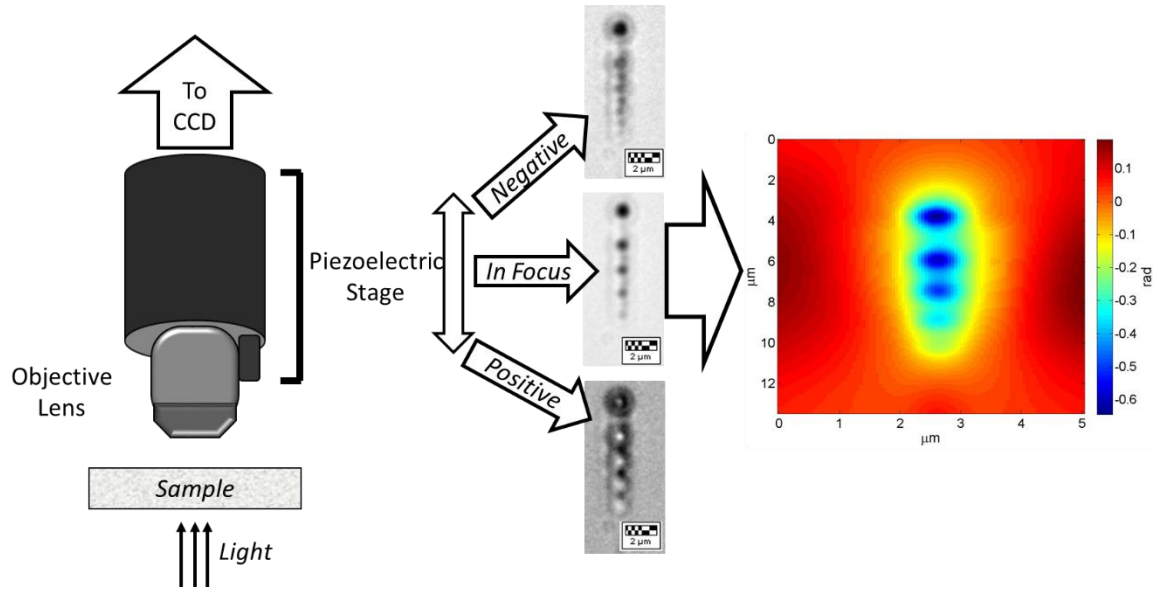 To
CCD
Piezoelectric
Stage
Objective
Lens
Sample
Light
Negative
In Focus
Positive
2 µm
2 µm
2 µm
0
2
4
6
8
10
12
µm
0
1
2
3
4
5
µm
0.1
0
-0.1
-0.2
-0.3
-0.4
-0.5
-0.6
rad